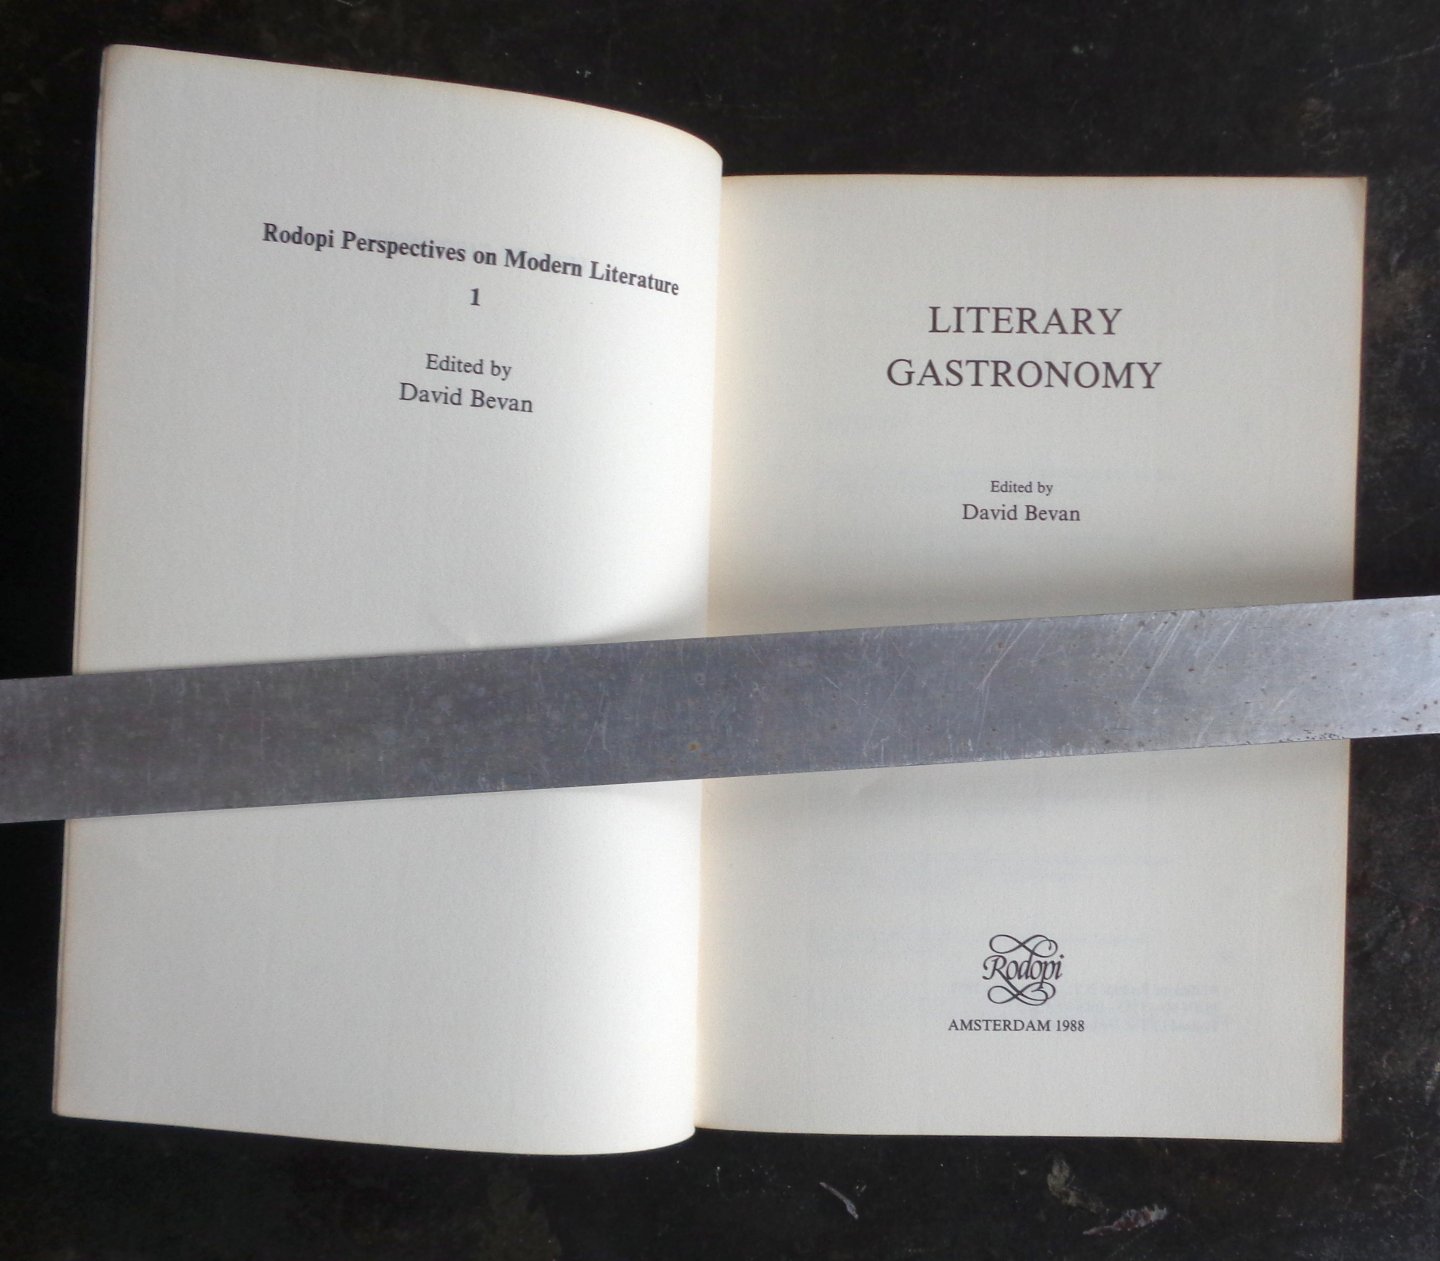 Rodopi Perspectives on Modern Literature
1
Edited by
David Bevan
LITERARY
GASTRONOMY
Edited by
David Bevan
Rodopi
AMSTERDAM 1988